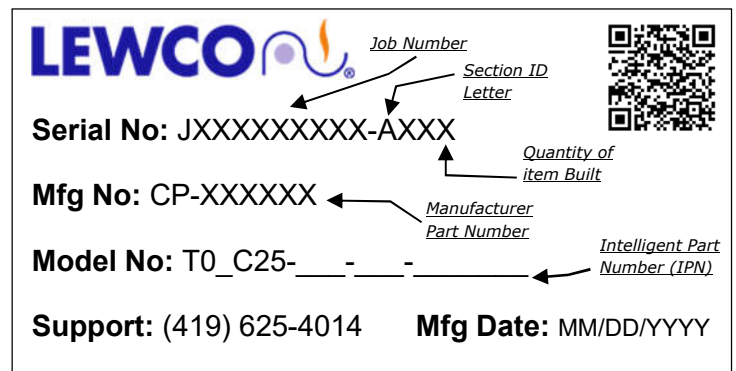 LEWCO
®
Job Number
Section ID
Letter
Serial No: JXXXXXXXXX-AXXX
Quantity of
item Built
Mfg No: CP-XXXXXX
Manufacturer
Part Number
Intelligent Part
Number (IPN)
Model No: T0_C25-___-___-_______
Support: (419) 625-4014 Mfg Date: MM/DD/YYYY